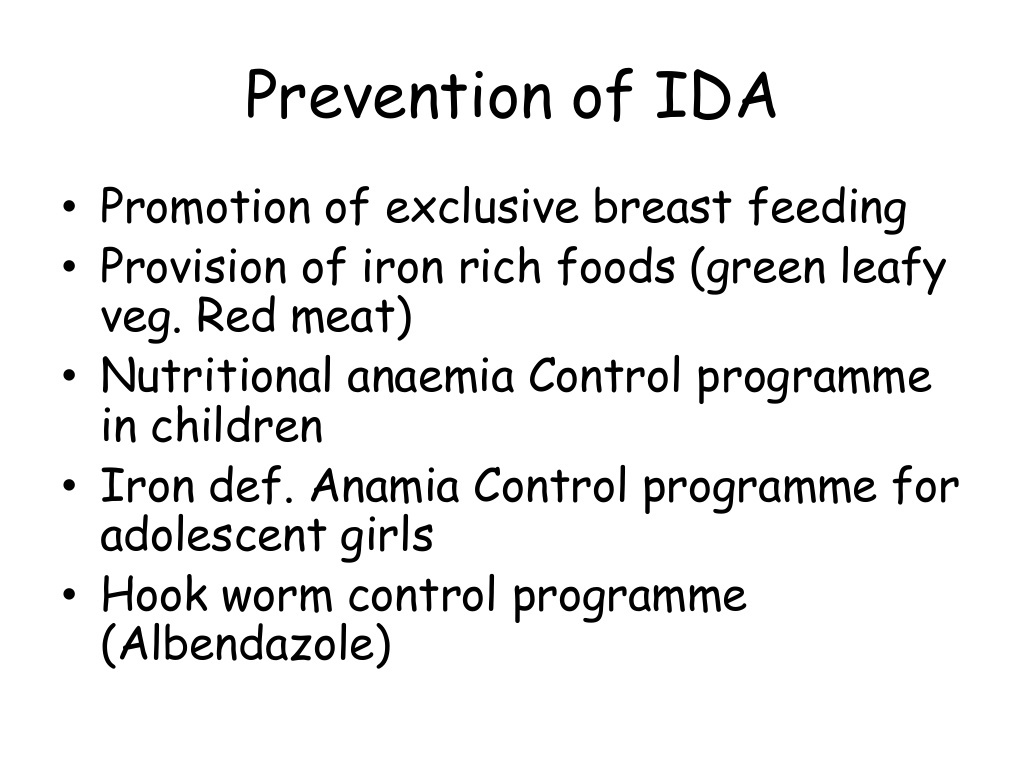 Prevention of IDA
• Promotion of exclusive breast feeding
• Provision of iron rich foods (green leafy
veg. Red meat)
• Nutritional anaemia Control programme
in children
• Iron def. Anamia Control programme for
adolescent girls
• Hook worm control programme
(Albendazole)